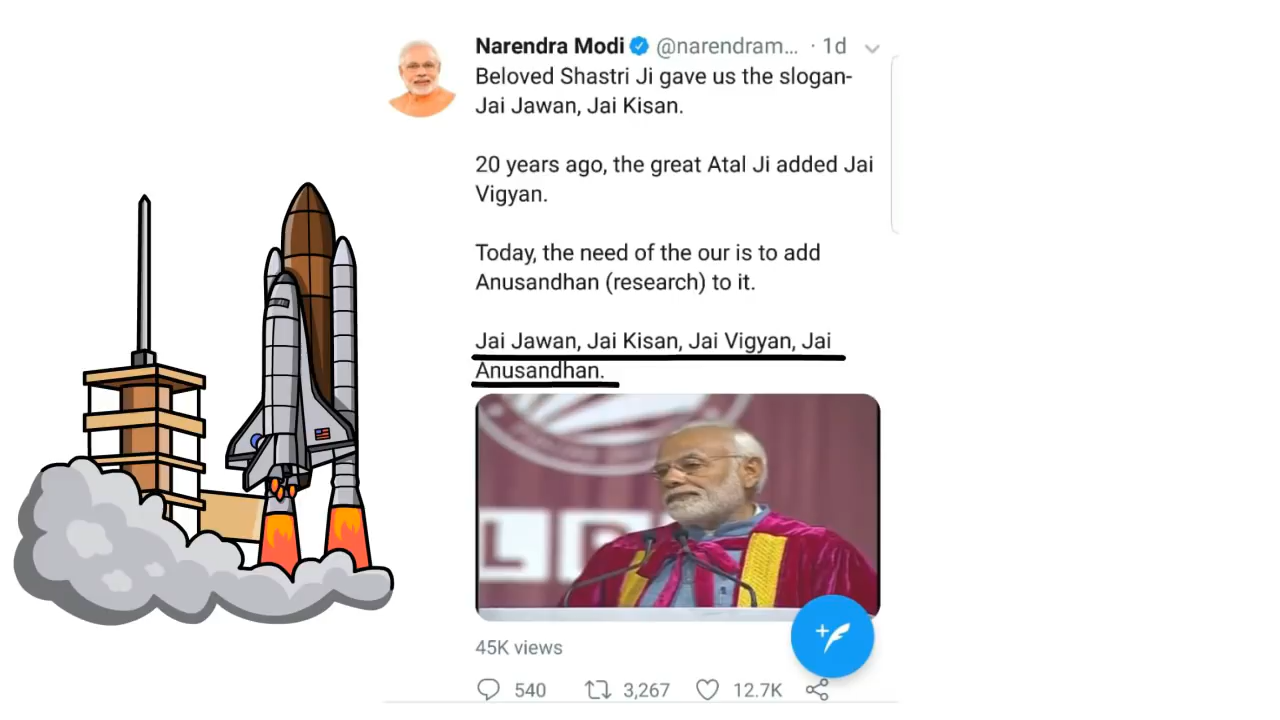 Narendra Modi @narendram... · 1d
Beloved Shastri Ji gave us the slogan-
Jai Jawan, Jai Kisan.
20 years ago, the great Atal Ji added Jai
Vigyan.
Today, the need of the our is to add
Anusandhan (research) to it.
Jai Jawan, Jai Kisan, Jai Vigyan, Jai
Anusandhan.
45K views
540 3,267 12.7K